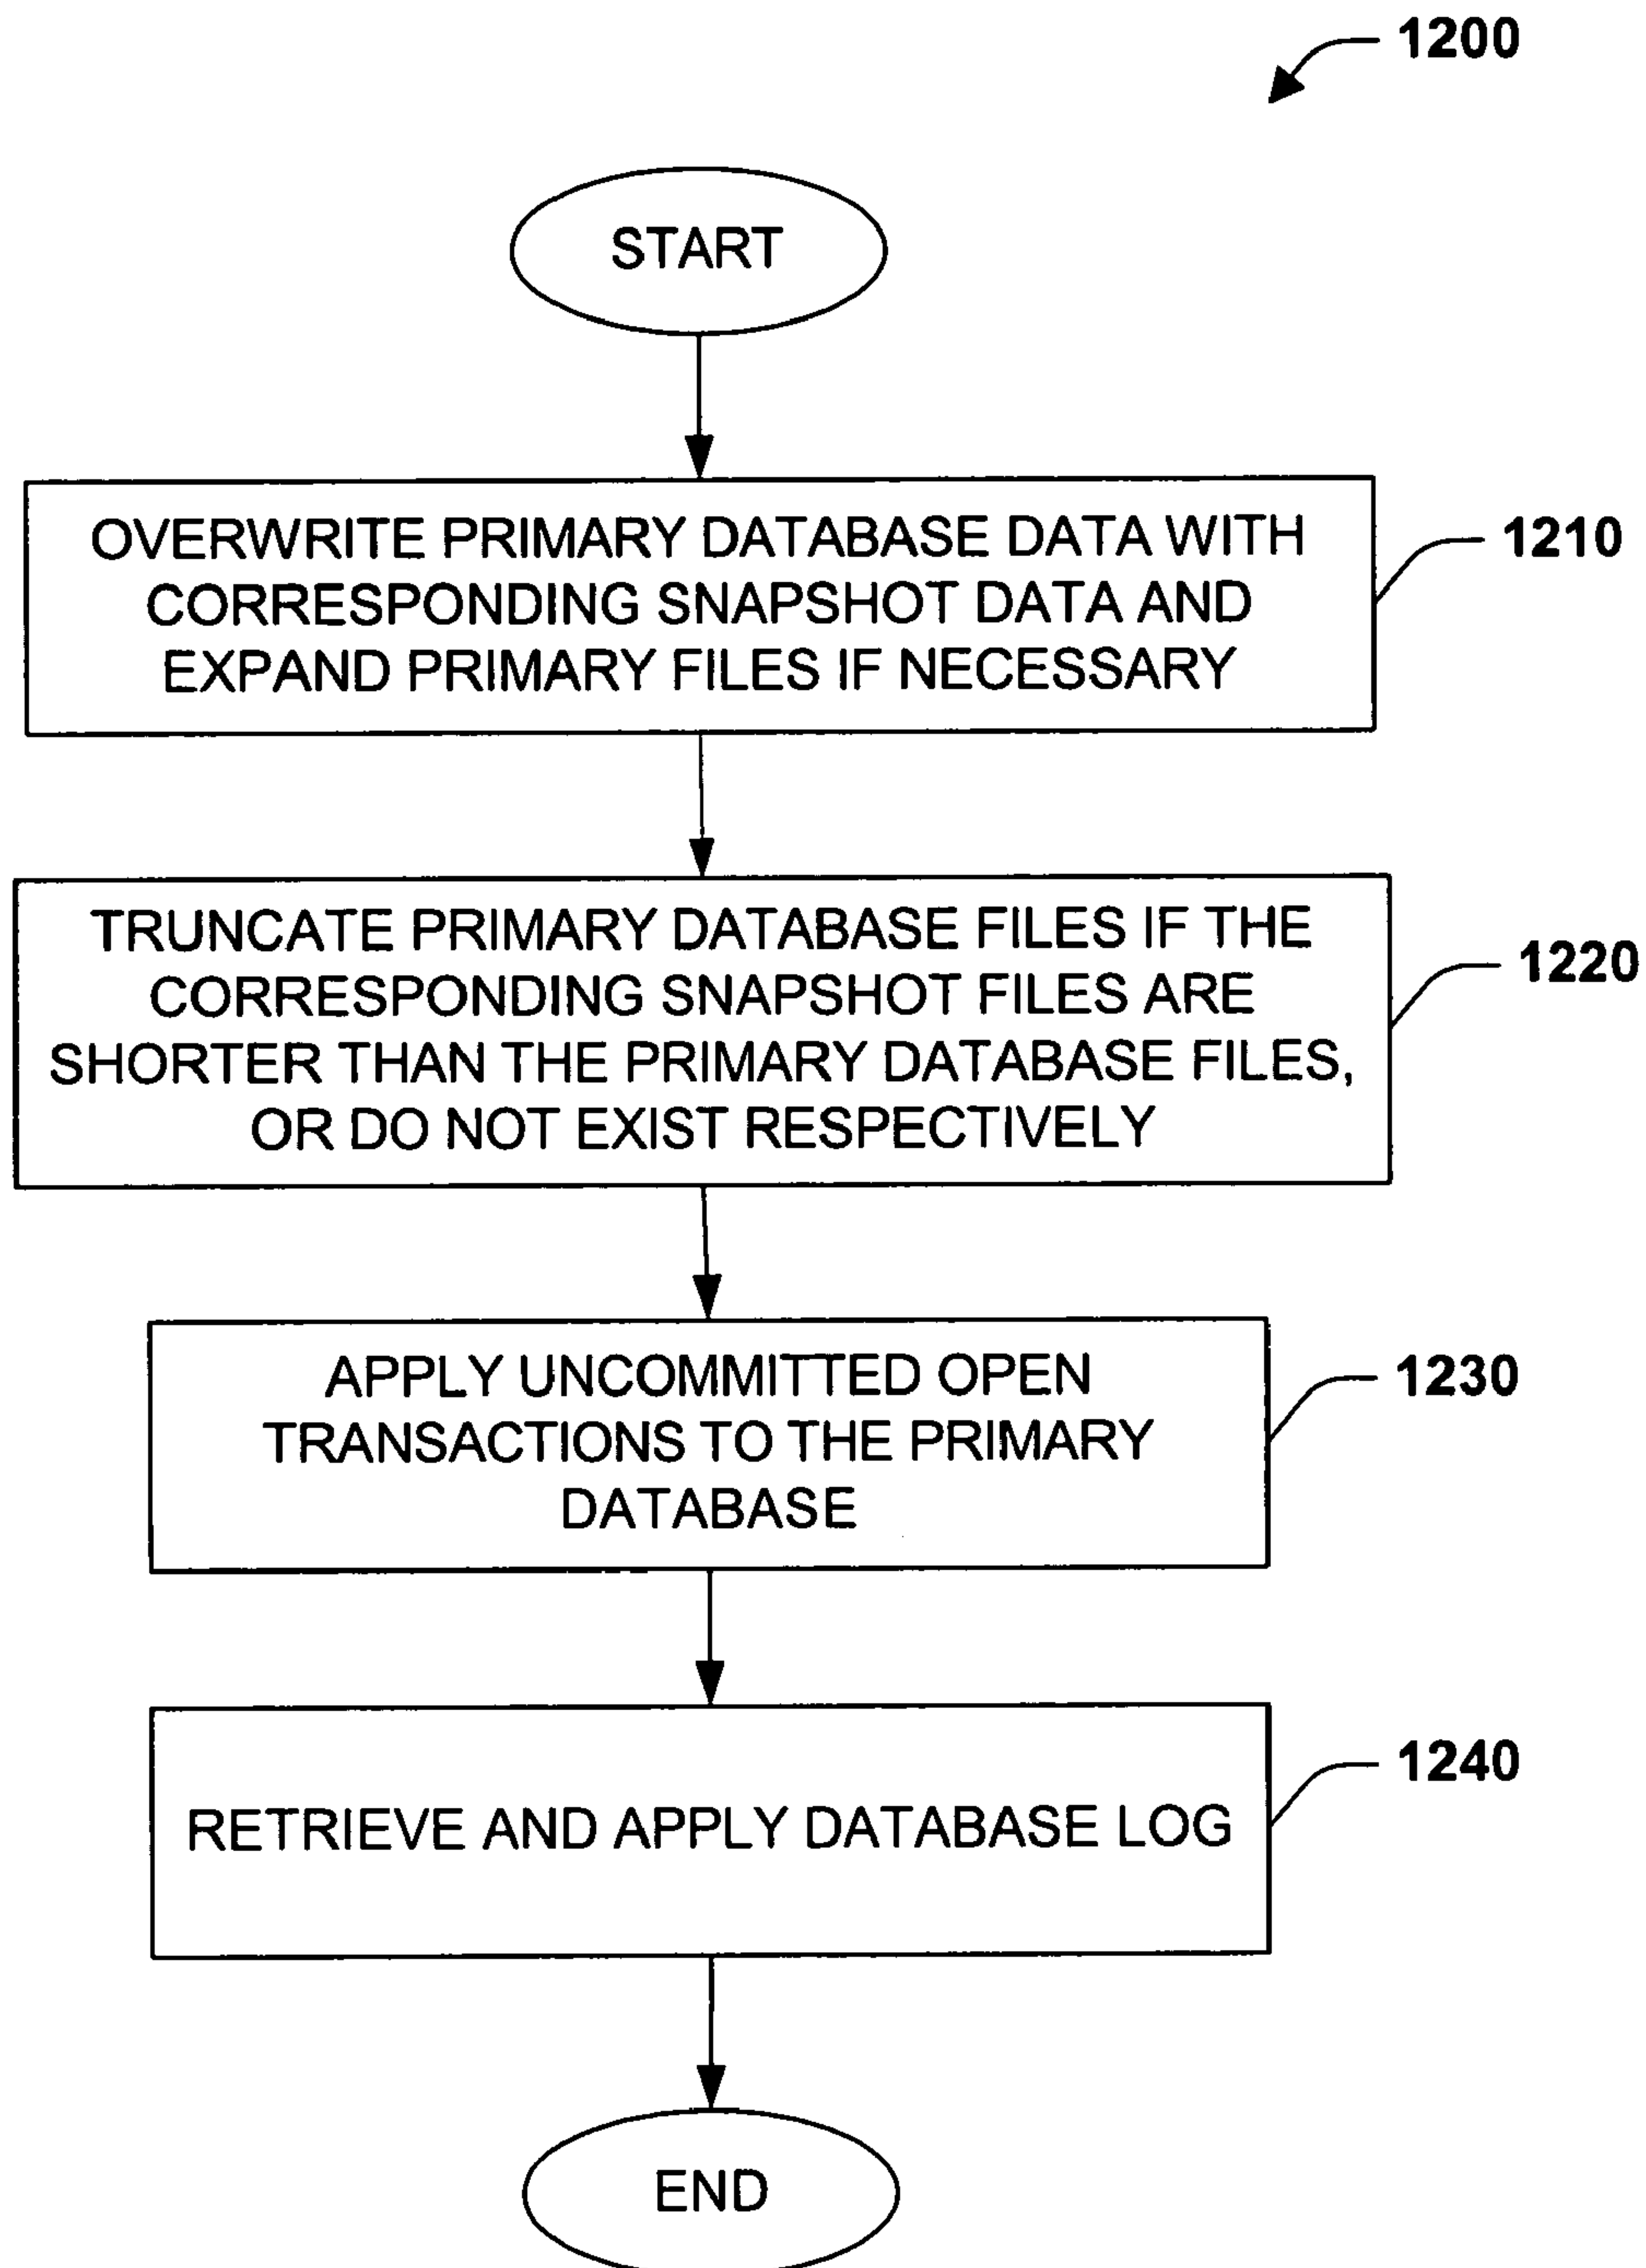 1200
START
OVERWRITE PRIMARY DATABASE DATA WITH
CORRESPONDING SNAPSHOT DATA AND
EXPAND PRIMARY FILES IF NECESSARY
1210
TRUNCATE PRIMARY DATABASE FILES IF THE
CORRESPONDING SNAPSHOT FILES ARE
SHORTER THAN THE PRIMARY DATABASE FILES,
OR DO NOT EXIST RESPECTIVELY
1220
APPLY UNCOMMITTED OPEN
TRANSACTIONS TO THE PRIMARY
DATABASE
1230
RETRIEVE AND APPLY DATABASE LOG
1240
END